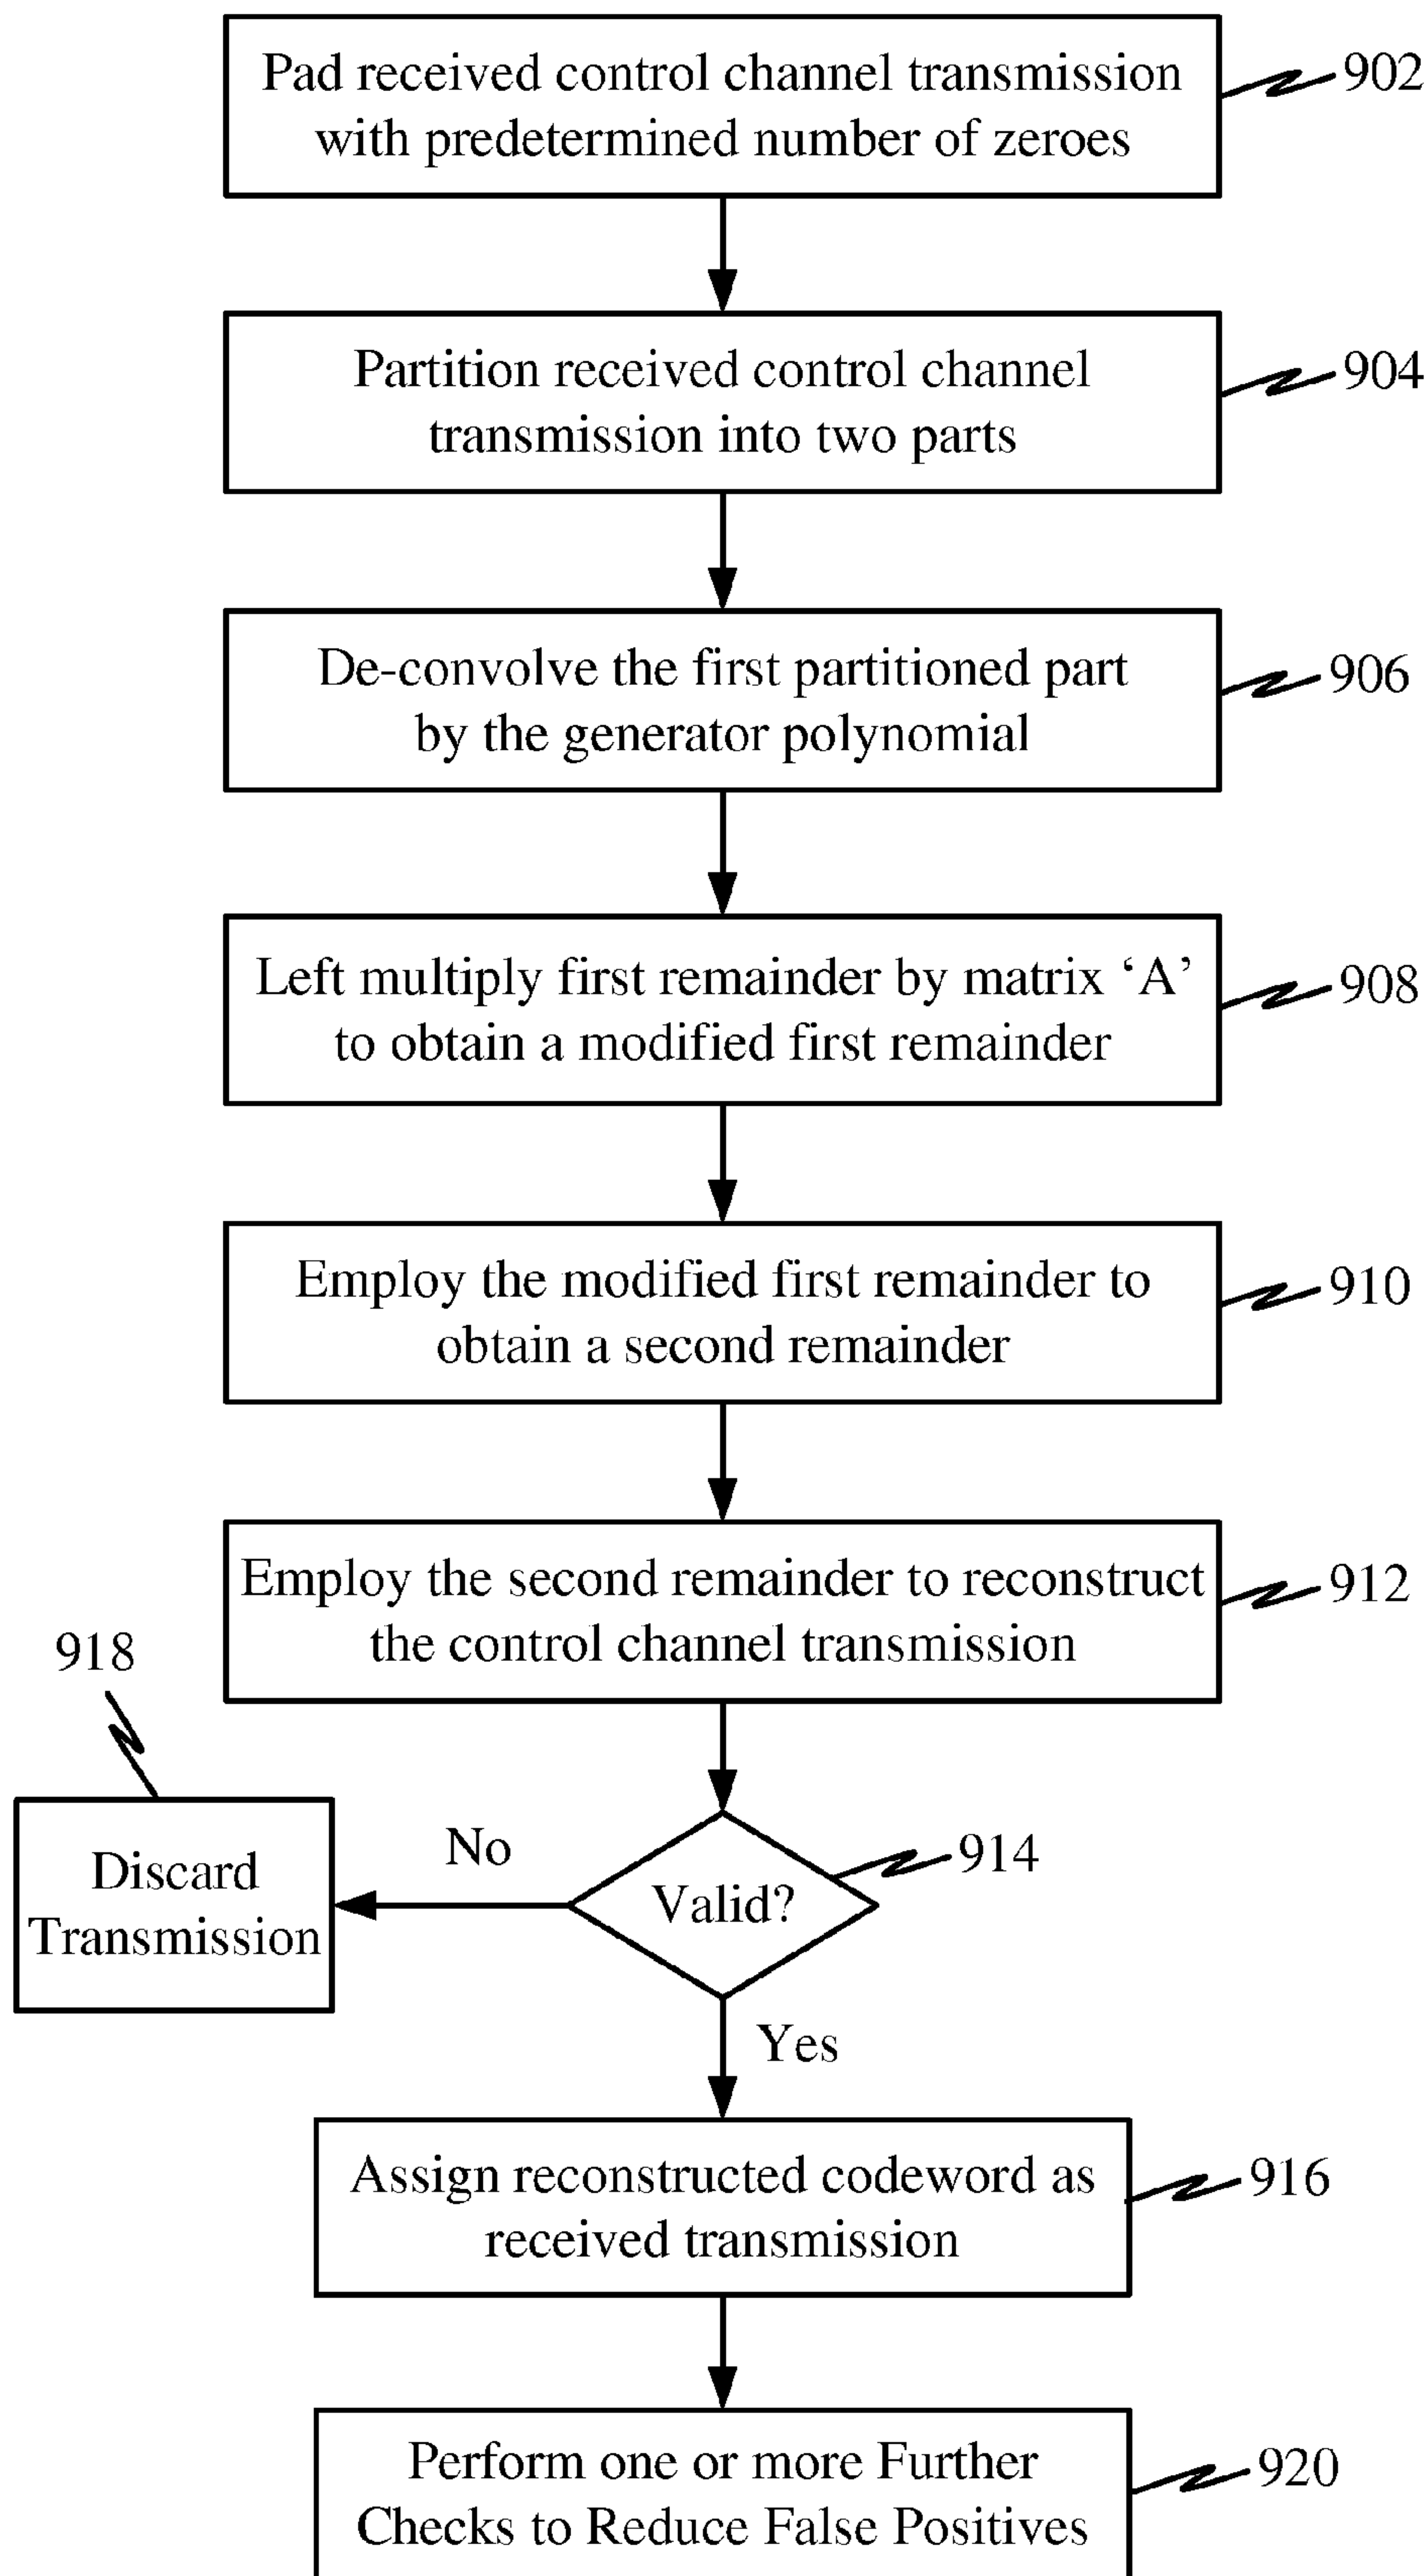 Pad received control channel transmission
with predetermined number of zeroes
902
Partition received control channel
transmission into two parts
904
De-convolve the first partitioned part
by the generator polynomial
906
Left multiply first remainder by matrix ‘A’
to obtain a modified first remainder
908
Employ the modified first remainder to
obtain a second remainder
910
Employ the second remainder to reconstruct
the control channel transmission
912
918
Discard
Transmission
No
Valid?
914
Yes
Assign reconstructed codeword as
received transmission
916
Perform one or more Further
Checks to Reduce False Positives
920